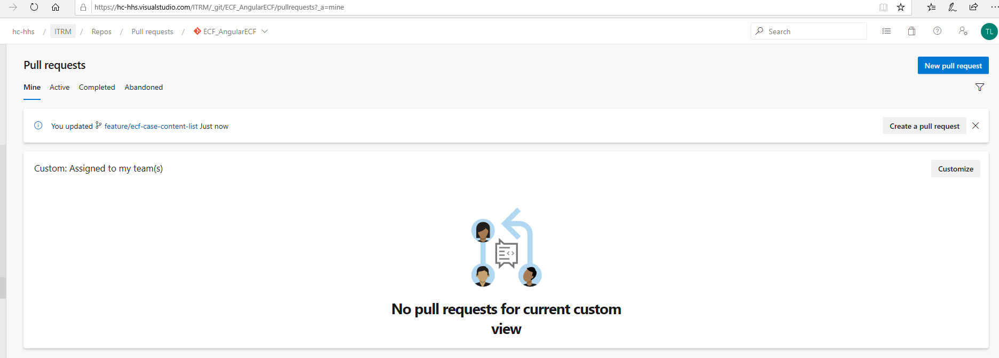 https://hc-hhs.visualstudio.com/ITRM/_git/ECF_AngularECF/pullrequests?_a=mine
hc-hhs / ITRM / Repos / Pull requests / ECF_AngularECF
Search
TL
Pull requests
New pull request
Mine Active Completed Abandoned
You updated feature/ecf-case-content-list Just now
Create a pull request
Custom: Assigned to my team(s)
Customize
No pull requests for current custom
view